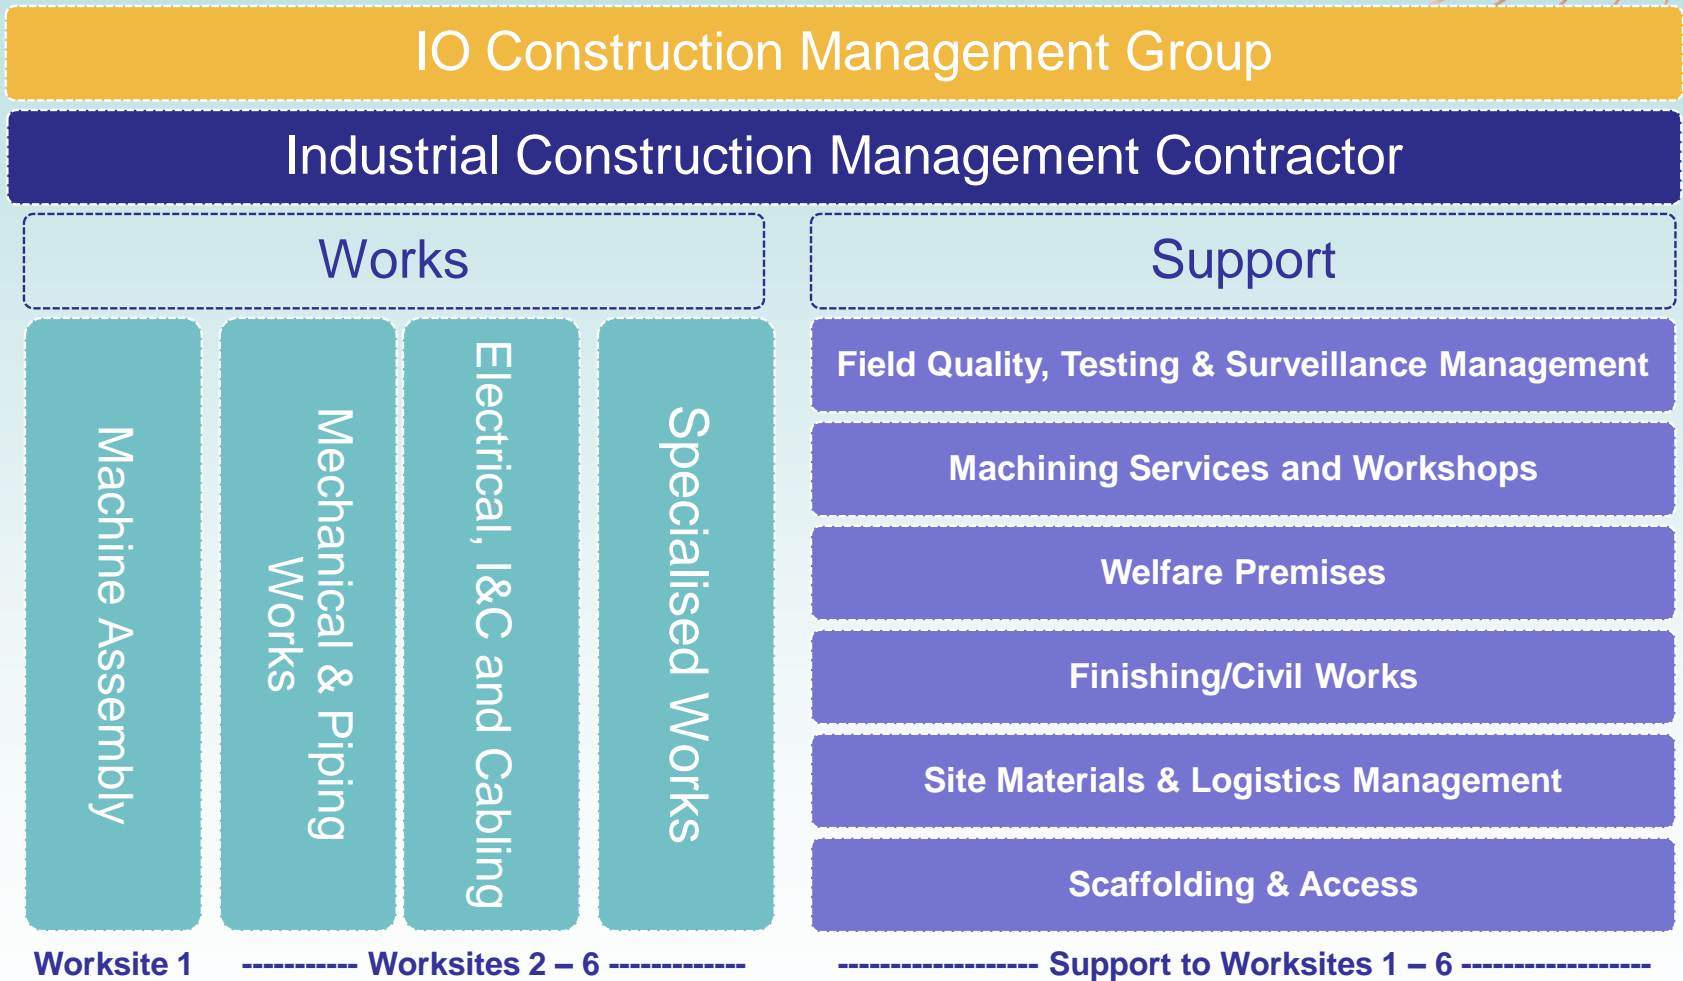 IO Construction Management Group
Industrial Construction Management Contractor
Works
Support
Machine Assembly
Mechanical & Piping
Works
Electrical, I&C and Cabling
Specialised Works
Field Quality, Testing & Surveillance Management
Machining Services and Workshops
Welfare Premises
Finishing/Civil Works
Site Materials & Logistics Management
Scaffolding & Access
Worksite 1
----------- Worksites 2 – 6 -------------
------------------- Support to Worksites 1 – 6 ------------------